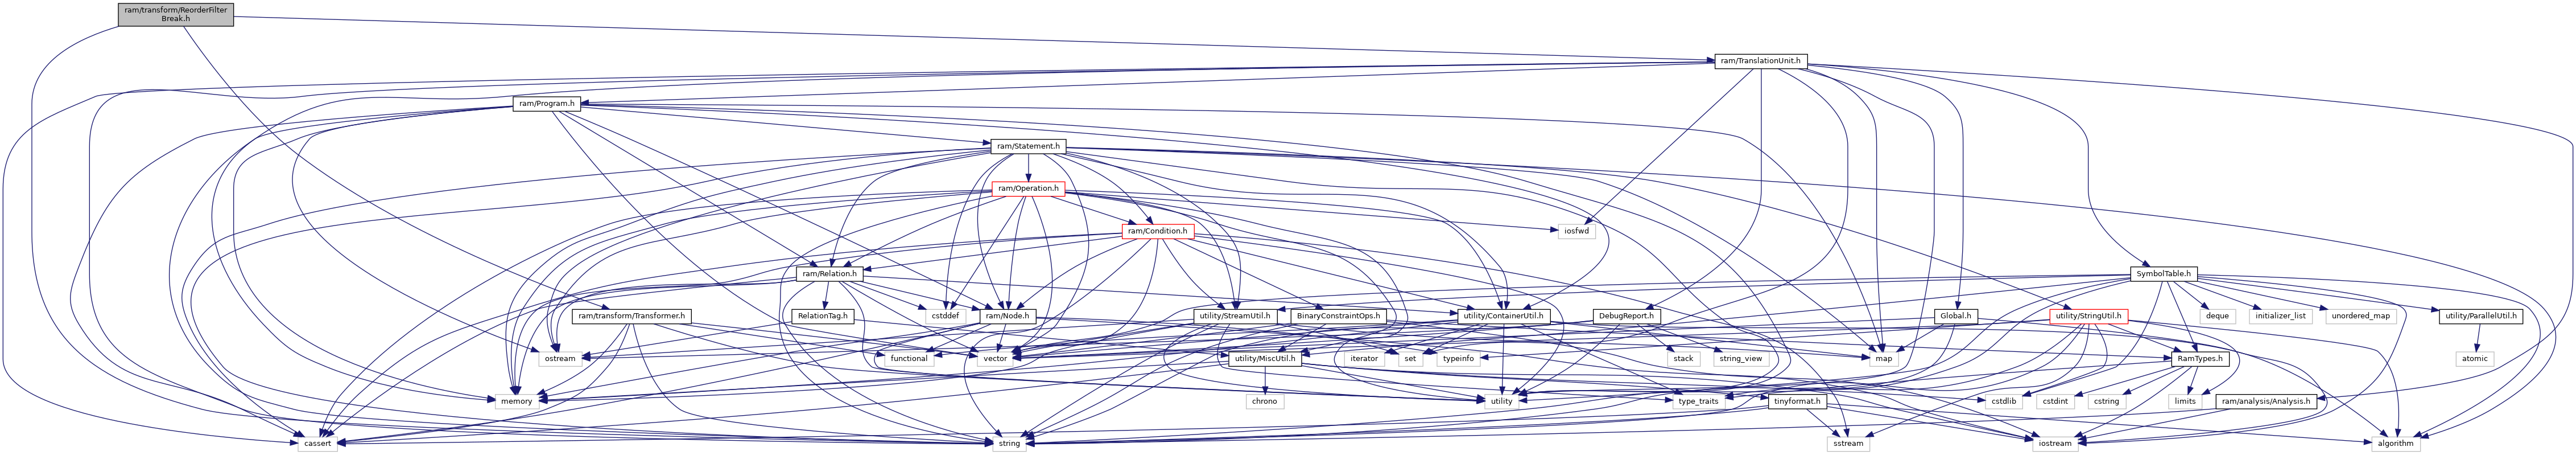 ram/transform/ReorderFilter
Break.h
ram/TranslationUnit.h
ram/Program.h
ram/Statement.h
ram/Operation.h
ram/Condition.h
iosfwd
ram/Relation.h
SymbolTable.h
ram/transform/Transformer.h
RelationTag.h
cstddef
ram/Node.h
utility/StreamUtil.h
BinaryConstraintOps.h
utility/ContainerUtil.h
DebugReport.h
Global.h
utility/StringUtil.h
deque
initializer_list
unordered_map
utility/ParallelUtil.h
ostream
functional
vector
utility/MiscUtil.h
iterator
set
typeinfo
stack
string_view
map
RamTypes.h
atomic
memory
chrono
utility
type_traits
tinyformat.h
cstdlib
cstdint
cstring
limits
ram/analysis/Analysis.h
cassert
string
sstream
iostream
algorithm